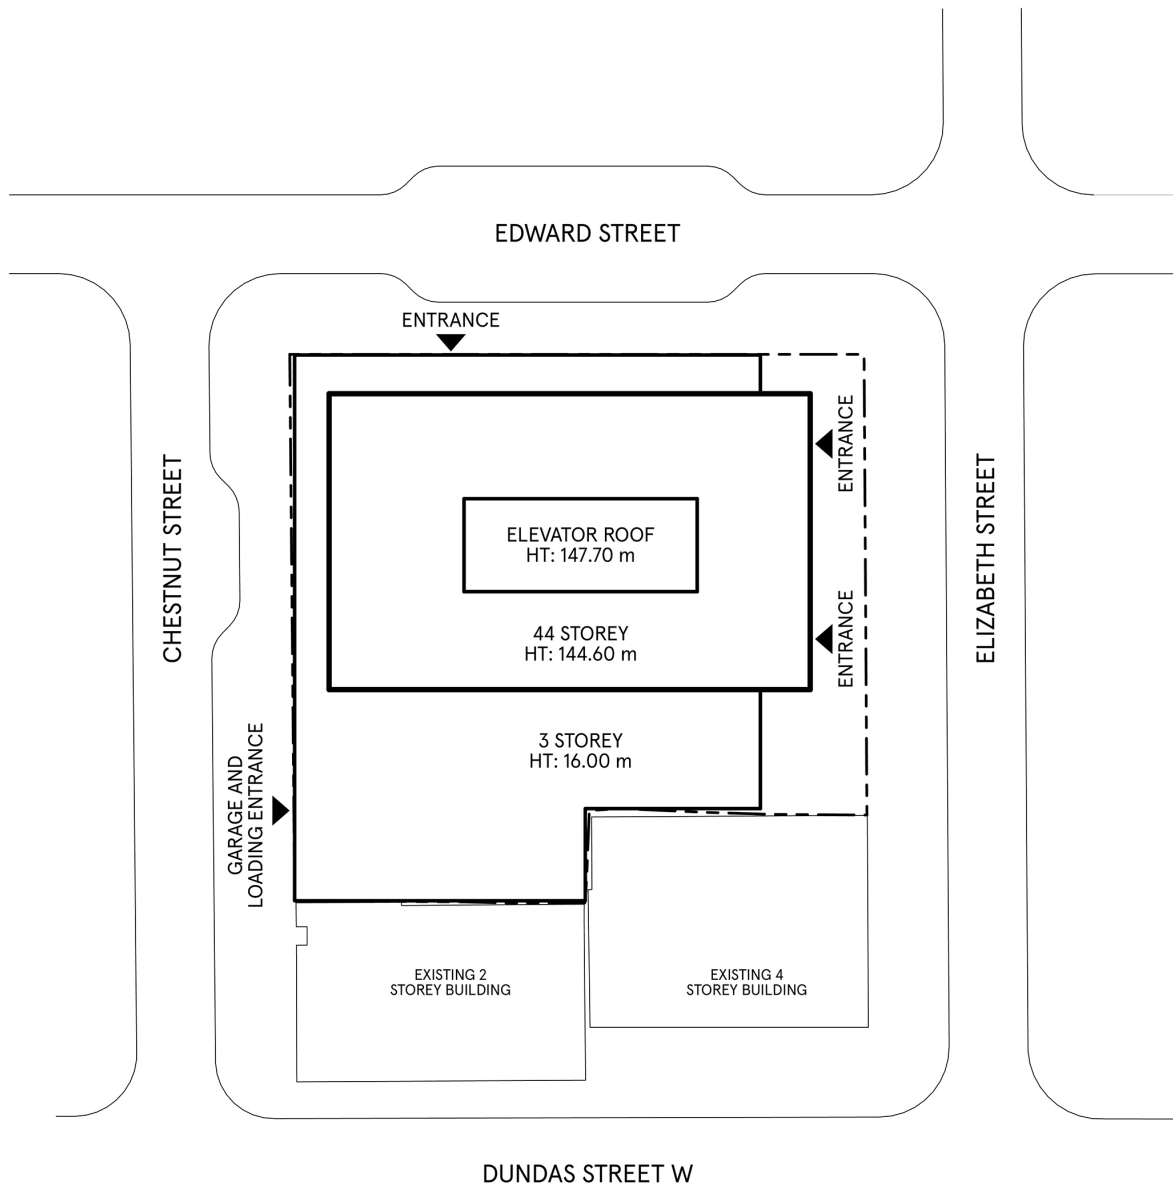 EDWARD STREET
ENTRANCE
ENTRANCE
CHESTNUT STREET
ELIZABETH STREET
ELEVATOR ROOF
HT: 147.70 m
44 STOREY
HT: 144.60 m
ENTRANCE
3 STOREY
HT: 16.00 m
GARAGE AND
LOADING ENTRANCE
EXISTING 2
STOREY BUILDING
EXISTING 4
STOREY BUILDING
DUNDAS STREET W